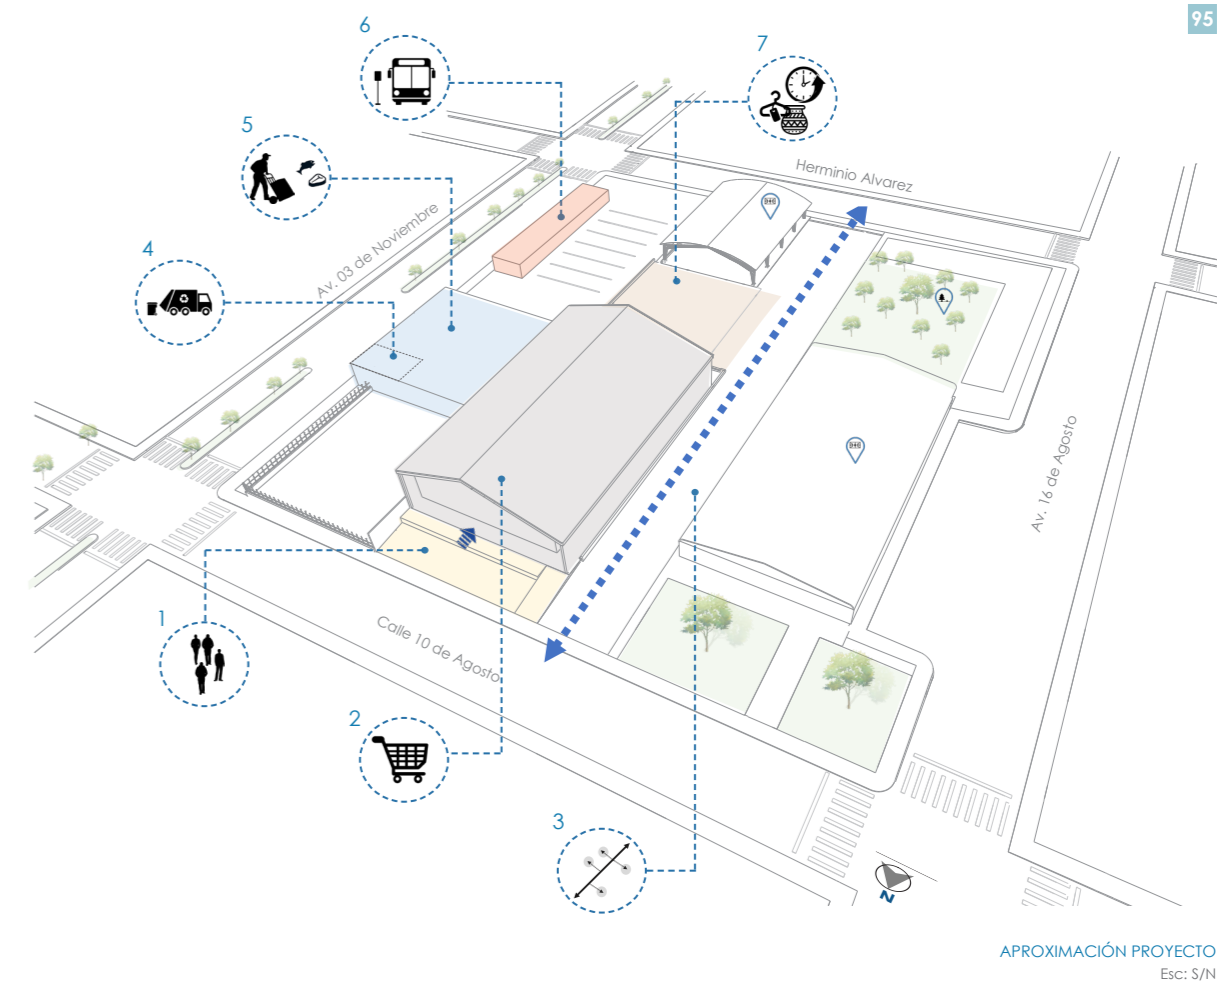 95
6
7
5
Herminio Alvarez
Av. 03 de Noviembre
4
Av. 16 de Agosto
1
Calle 10 de Agosto
2
3
N
APROXIMACIÓN PROYECTO
Esc: S/N